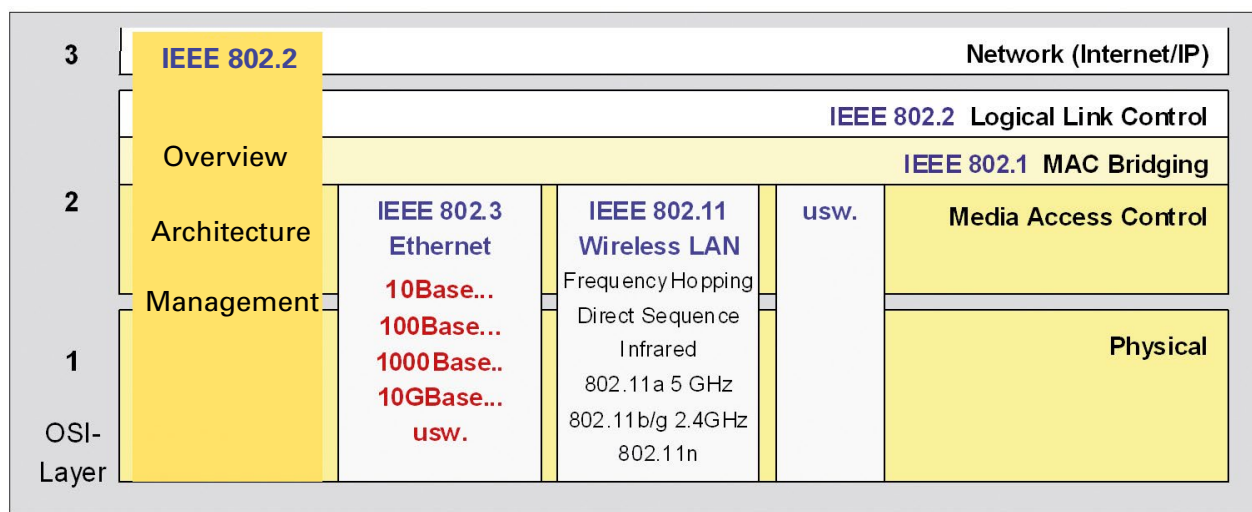 3
IEEE 802.2
Network (Internet/IP)
IEEE 802.2 Logical Link Control
Overview
IEEE 802.1 MAC Bridging
2
Architecture
Management
IEEE 802.3
Ethernet
10Base...
100Base...
1000Base..
10GBase...
usw.
IEEE 802.11
Wireless LAN
Frequency Hopping
Direct Sequence
Infrared
802.11a 5 GHz
802.11b/g 2.4GHz
802.11n
usw.
Media Access Control
1
Physical
OSI-
Layer